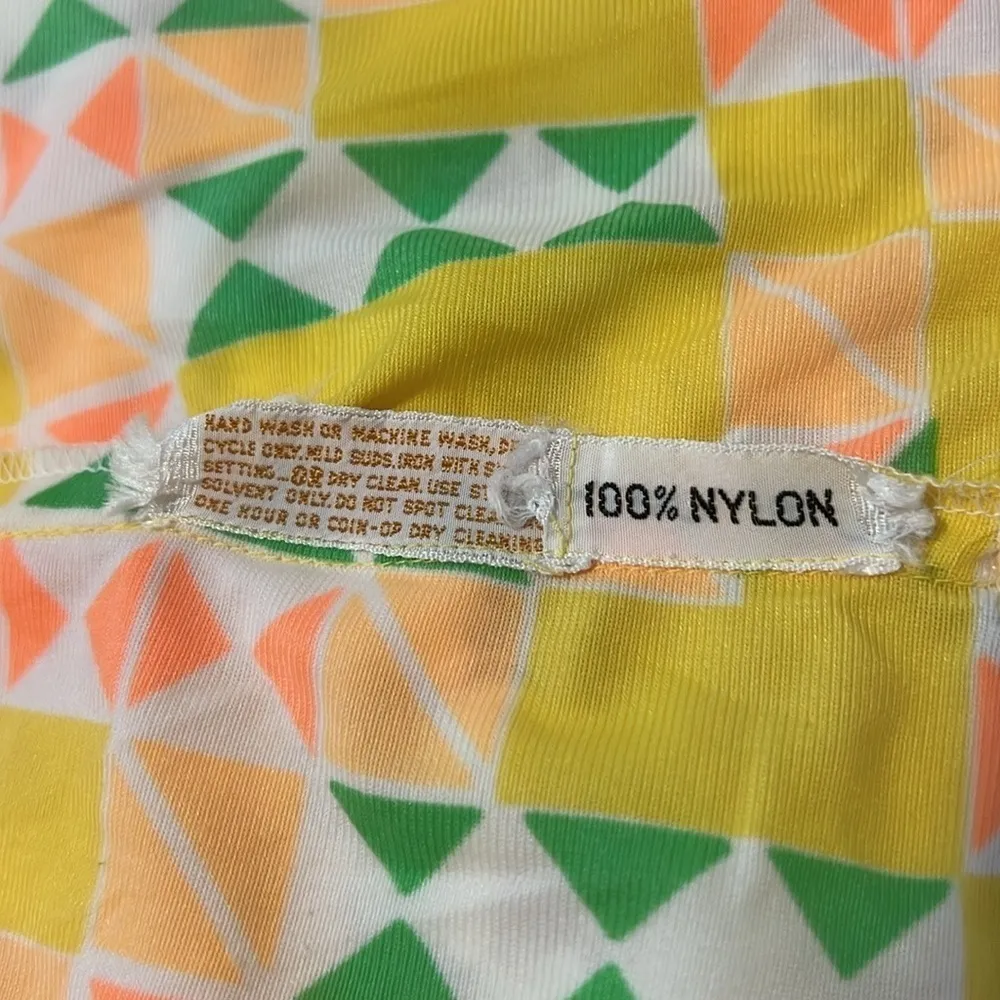 HAND WASH OR MACHINE WASH,
CYCLE ONLY, MILD SUDS. IRON WITH
SETTING. OR DRY CLEAN. USE
SOLVENT ONLY. DO NOT SPOT
ONE HOUR OR COIN-OP DRY CLEANING
100% NYLON